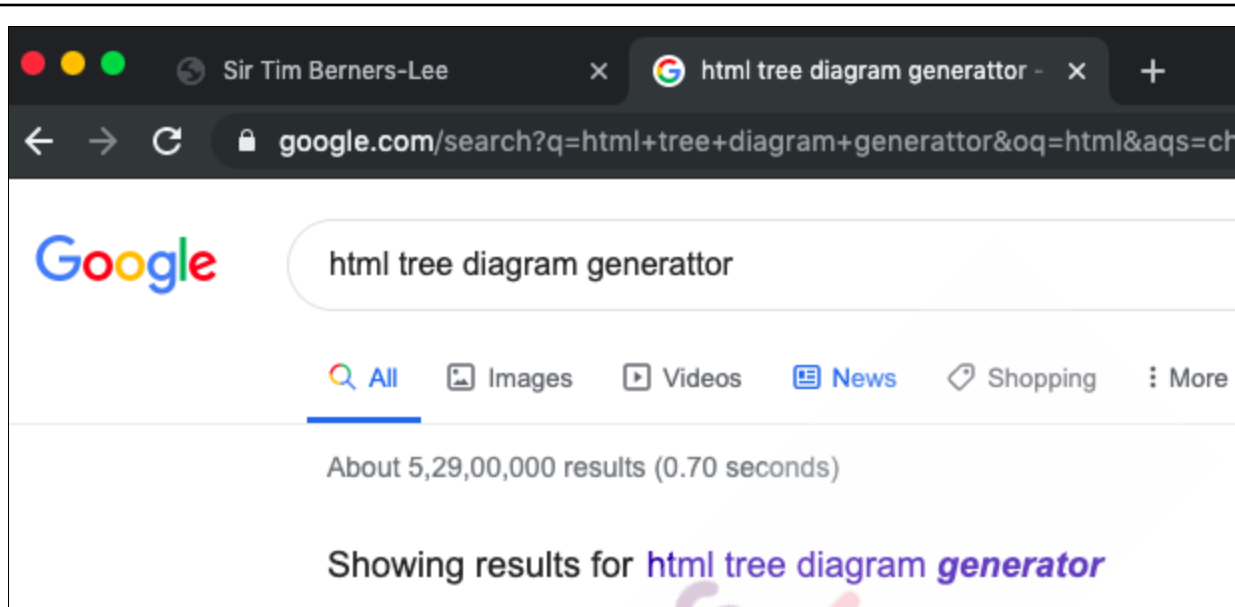 Sir Tim Berners-Lee
html tree diagram generattor -
google.com/search?q=html+tree+diagram+generattor&oq=html&aqs=ch
Google
html tree diagram generattor
All Images Videos News Shopping More
About 5,29,00,000 results (0.70 seconds)
Showing results for html tree diagram generator